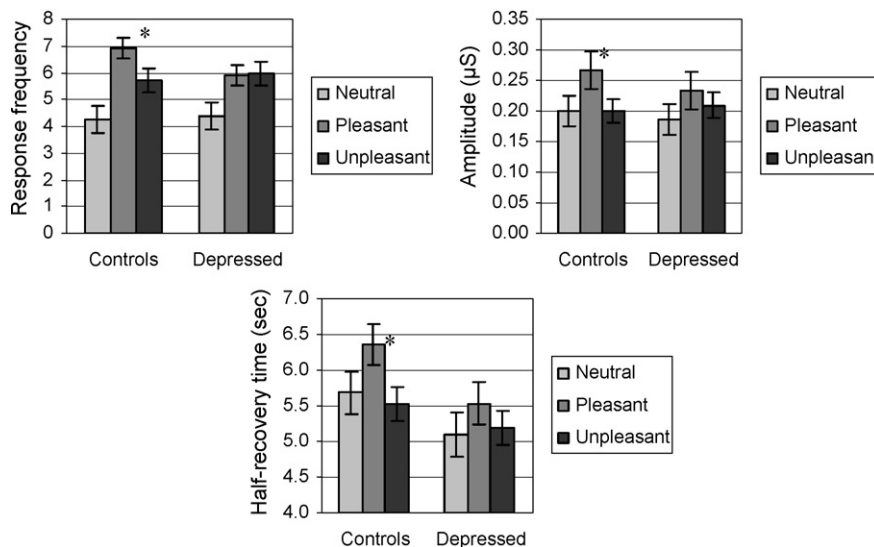 Response frequency
8
7
6
5
4
3
2
1
0
*
Controls
Depressed
Neutral
Pleasant
Unpleasant
Amplitude (µS)
0.35
0.30
0.25
0.20
0.15
0.10
0.05
0.00
*
Controls
Depressed
Neutral
Pleasant
Unpleasant
Half-recovery time (sec)
7.0
6.5
6.0
5.5
5.0
4.5
4.0
*
Controls
Depressed
Neutral
Pleasant
Unpleasant